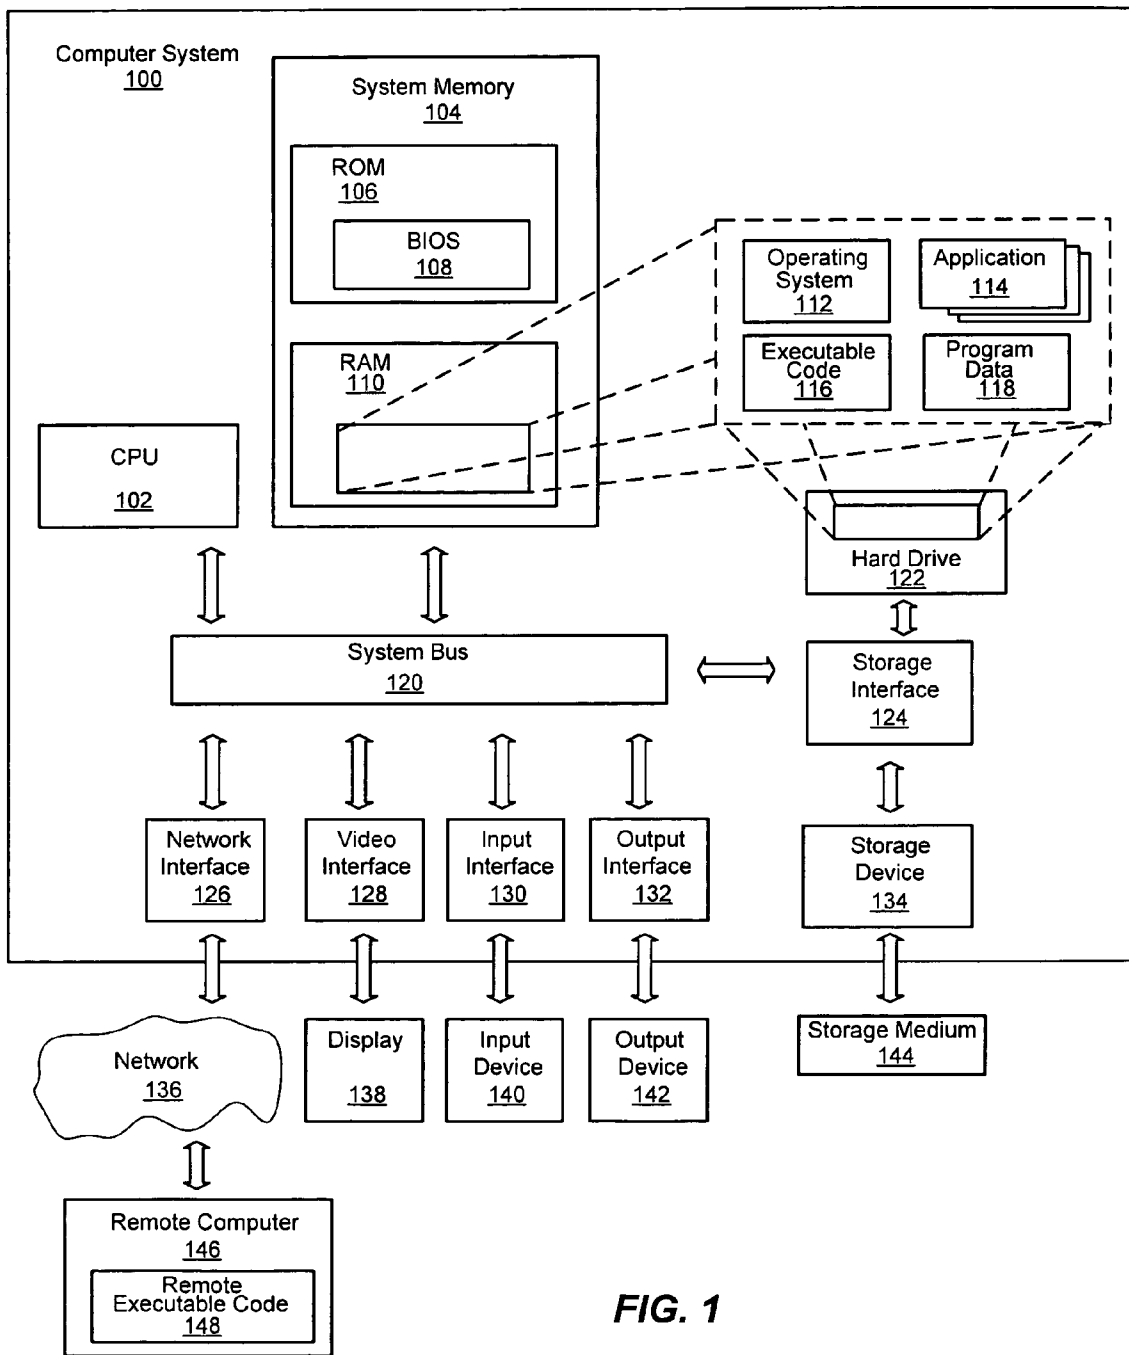 Computer System
100
System Memory
104
ROM
106
BIOS
108
RAM
110
Operating
System
112
Application
114
Executable
Code
116
Program
Data
118
CPU
102
Hard Drive
122
System Bus
120
Storage
Interface
124
Network
Interface
126
Video
Interface
128
Input
Interface
130
Output
Interface
132
Storage
Device
134
Network
136
Display
138
Input
Device
140
Output
Device
142
Storage Medium
144
Remote Computer
146
Remote
Executable Code
148
FIG. 1